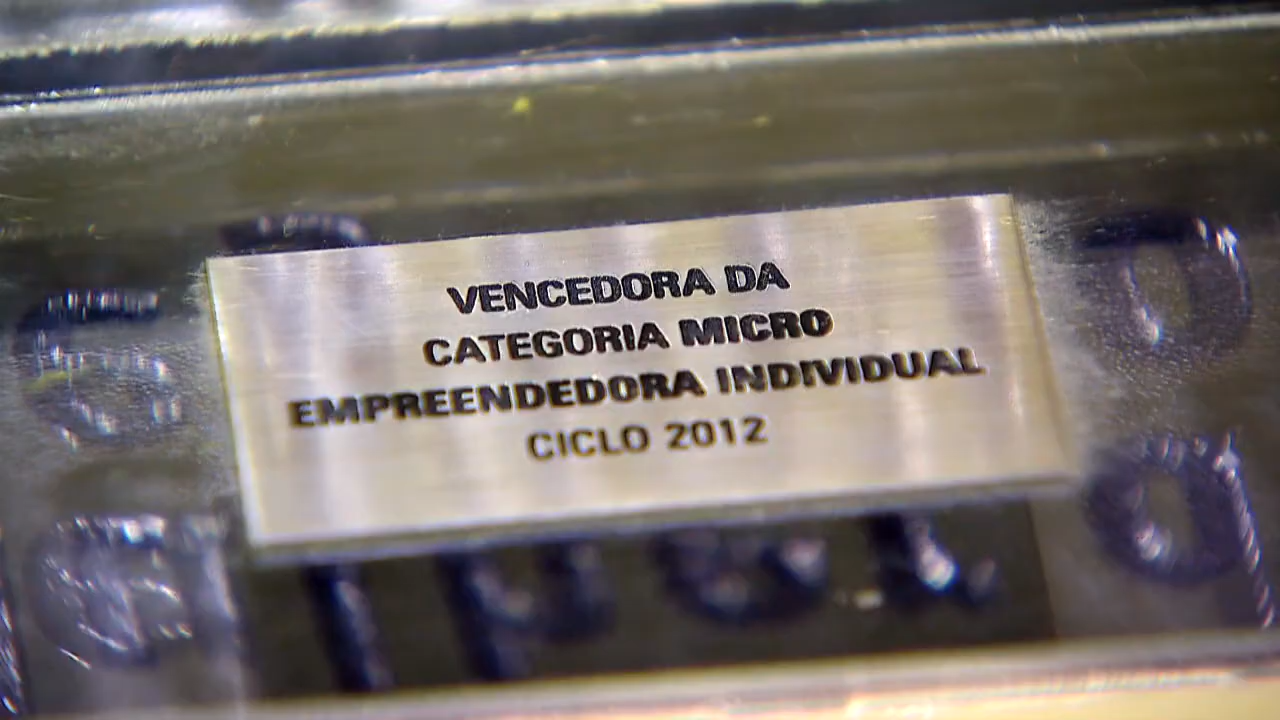 VENCEDORA DA
CATEGORIA MICRO
EMPREENDEDORA INDIVIDUAL
CICLO 2012